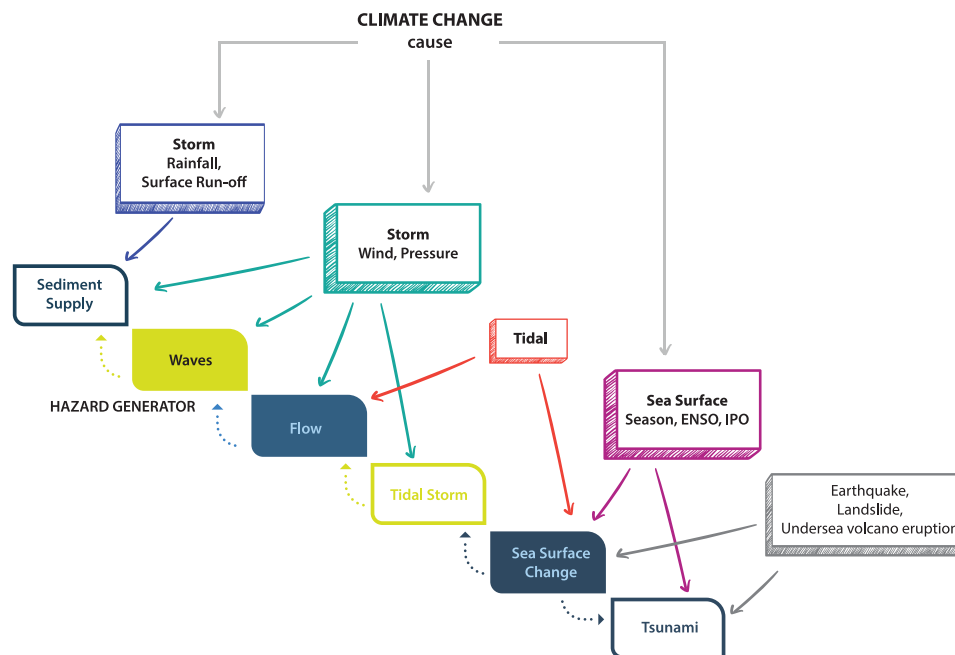 CLIMATE CHANGE
cause
Storm
Rainfall,
Surface Run-off
Storm
Wind, Pressure
Sediment
Supply
Waves
Tidal
HAZARD GENERATOR
Flow
Sea Surface
Season, ENSO, IPO
Tidal Storm
Earthquake,
Landslide,
Undersea volcano eruption
Sea Surface
Change
Tsunami